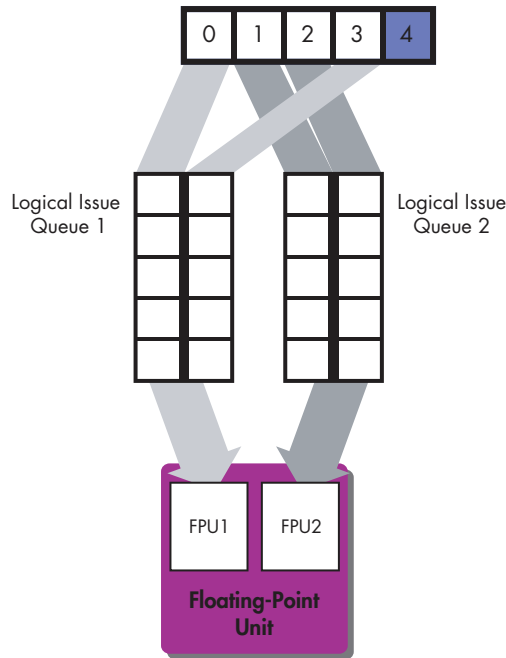 0 1 2 3 4
Logical Issue
Queue 1
Logical Issue
Queue 2
FPU1 FPU2
Floating-Point
Unit